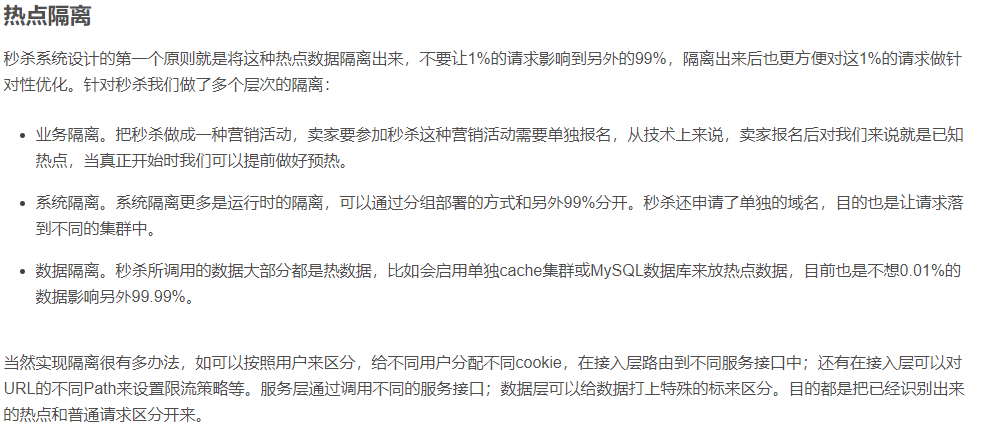 热点隔离
秒杀系统设计的第一个原则就是将这种热点数据隔离出来，不要让1%的请求影响到另外的99%，隔离出来后也更方便对这1%的请求做针
对性优化。针对秒杀我们做了多个层次的隔离：
业务隔离。把秒杀做成一种营销活动，卖家要参加秒杀这种营销活动需要单独报名，从技术上来说，卖家报名后对我们来说就是已知
热点，当真正开始时我们可以提前做好预热。
系统隔离。系统隔离更多是运行时的隔离，可以通过分组部署的方式和另外99%分开。秒杀还申请了单独的域名，目的也是让请求落
到不同的集群中。
数据隔离。秒杀所调用的数据大部分都是热数据，比如会启用单独cache集群或MySQL数据库来放热点数据，目前也是不想0.01%的
数据影响另外99.99%。
当然实现隔离很有多办法，如可以按照用户来区分，给不同用户分配不同cookie，在接入层路由到不同服务接口中；还有在接入层可以对
URL的不同Path来设置限流策略等。服务层通过调用不同的服务接口；数据层可以给数据打上特殊的标来区分。目的都是把已经识别出来
的热点和普通请求区分开来。